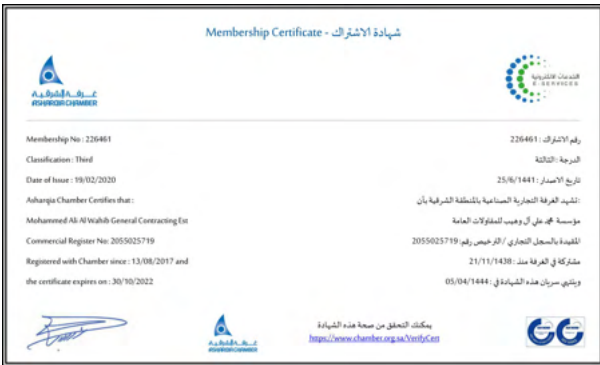 شهادة الاشتراك - Membership Certificate
غرفة الشرقية
ASHARQIA CHAMBER
الخدمات الالكترونية
E-SERVICES
Membership No : 226461
رقم الاشتراك : 226461
Classification : Third
الدرجة : الثالثة
Date of Issue : 19/02/2020
تاريخ الاصدار : 25/6/1441
Asharqia Chamber Certifies that :
تشهد الغرفة التجارية الصناعية بالمنطقة الشرقية بأن:
Mohammed Ali Al Wahib General Contracting Est
مؤسسة محمد علي آل وهيب للمقاولات العامة
Commercial Register No: 2055025719
المقيدة بالسجل التجاري / الترخيص رقم: 2055025719
Registered with Chamber since : 13/08/2017 and
مشتركة في الغرفة منذ : 21/11/1438
the certificate expires on : 30/10/2022
وينتهي سريان هذه الشهادة في : 05/04/1444
غرفة الشرقية
ASHARQIA CHAMBER
يمكنك التحقق من صحة هذه الشهادة
https://www.chamber.org.sa/VerifyCert